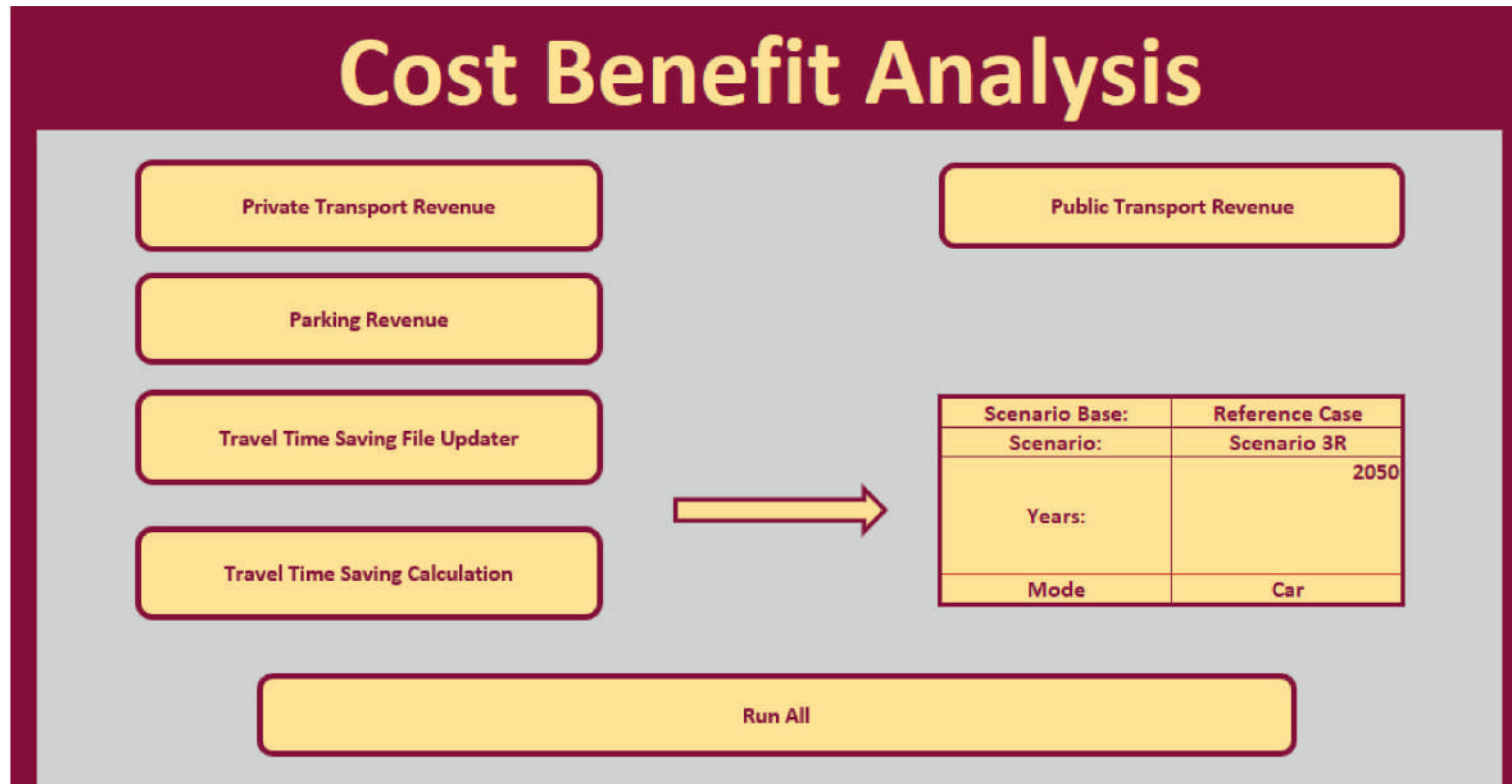 Cost Benefit Analysis
Private Transport Revenue
Public Transport Revenue
Parking Revenue
Travel Time Saving File Updater
Travel Time Saving Calculation
Scenario Base: Reference Case
Scenario: Scenario 3R
Years: 2050
Mode Car
Run All